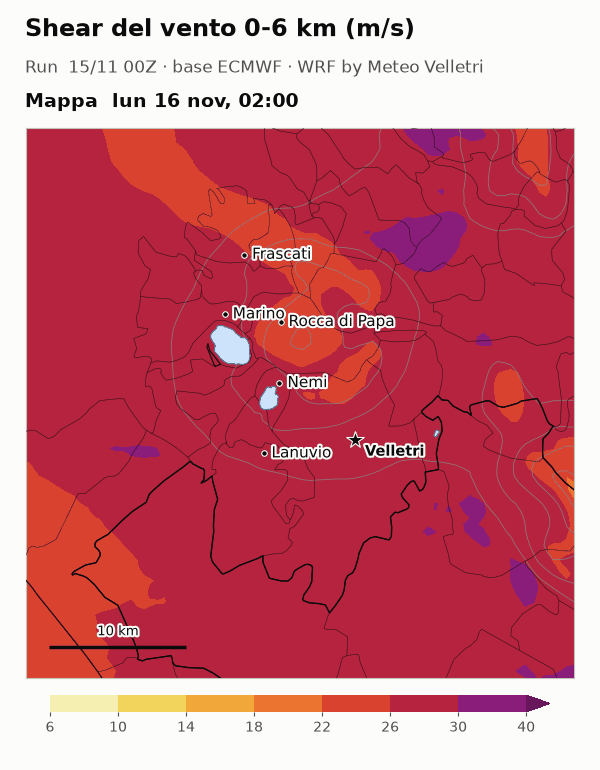 Shear del vento 0-6 km (m/s)
Run  15/11 00Z · base ECMWF · WRF by Meteo Velletri
Mappa  lun 16 nov, 02:00
Frascati
Marino
Rocca di Papa
Nemi
Velletri
Lanuvio
10 km
6 10 14 18 22 26 30 40